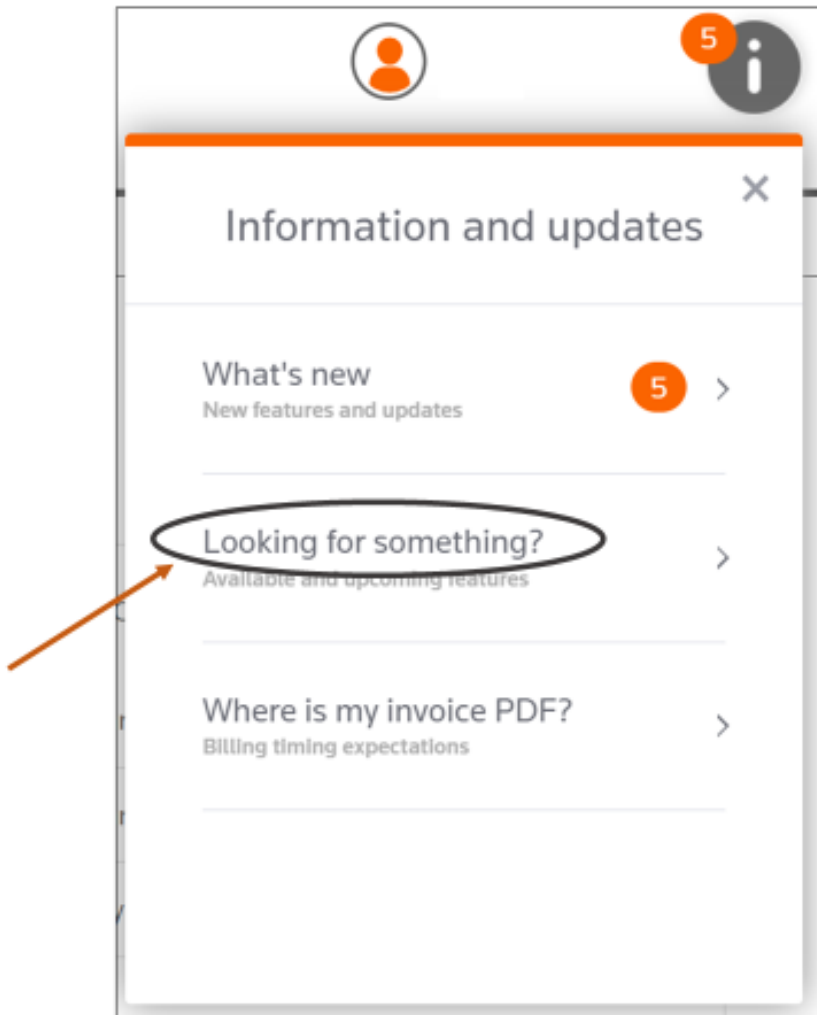 5
i
Information and updates
What's new
New features and updates
5
Looking for something?
Available and upcoming features
Where is my invoice PDF?
Billing timing expectations